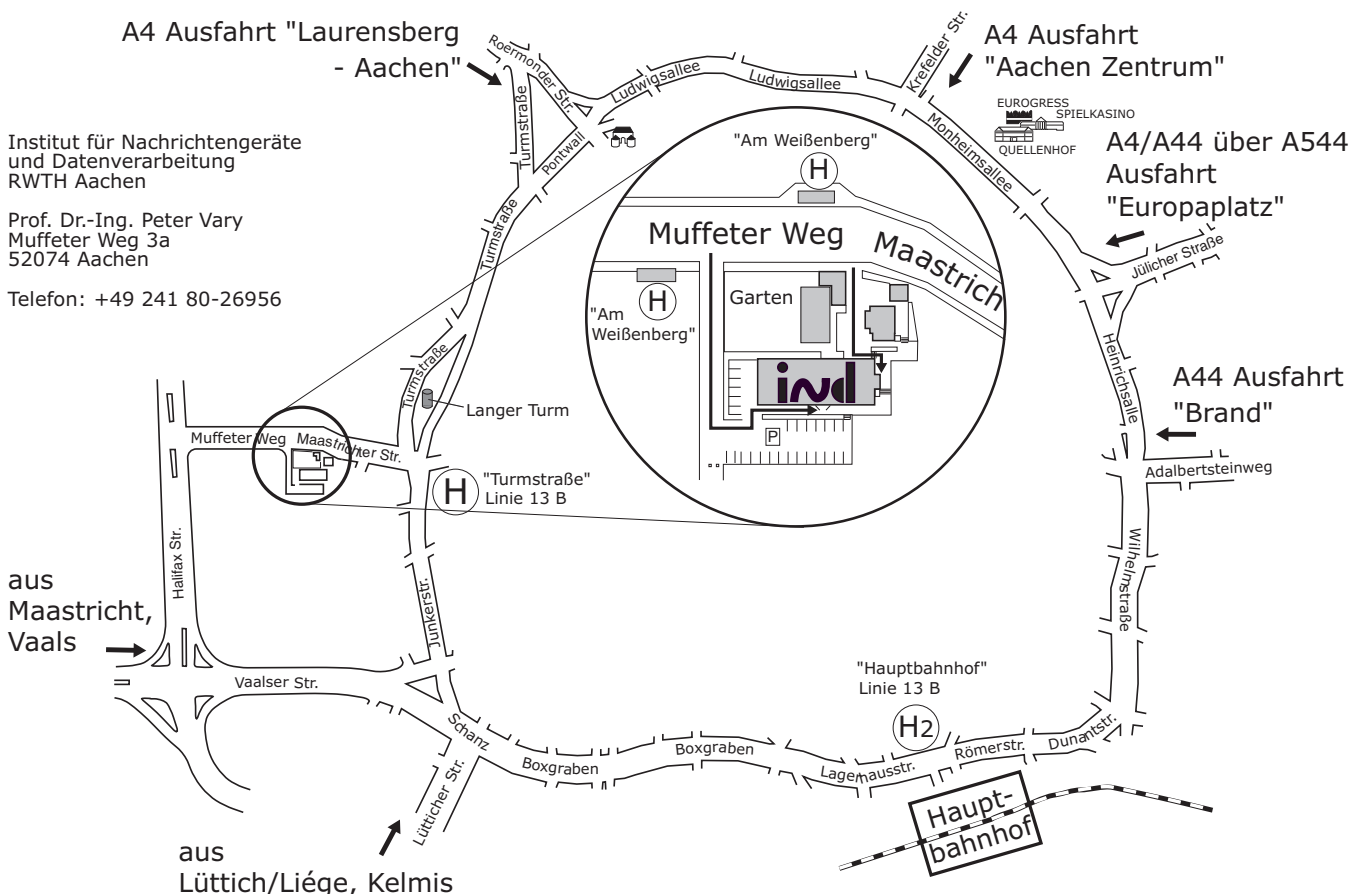 A4 Ausfahrt "Laurensberg
- Aachen"
Institut für Nachrichtengeräte
und Datenverarbeitung
RWTH Aachen
Prof. Dr.-Ing. Peter Vary
Muffeter Weg 3a
52074 Aachen
Telefon: +49 241 80-26956
Roermonder Str.
Turmstraße
Pontwall
Ludwigsallee
Ludwigsallee
Krefelder Str.
A4 Ausfahrt
"Aachen Zentrum"
EUROGRESS
SPIELKASINO
QUELLENHOF
Monheimsallee
A4/A44 über A544
Ausfahrt
"Europaplatz"
Jülicher Straße
Heinrichsalle
A44 Ausfahrt
"Brand"
Adalbertsteinweg
Wilhelmstraße
"Am Weißenberg"
H
Muffeter Weg
Maastrich
H
"Am
Weißenberg"
Garten
ind
P
Turmstraße
Turmstraße
Langer Turm
Muffeter Weg
Maastrichter Str.
H
"Turmstraße"
Linie 13 B
Halifax Str.
Junkerstr.
aus
Maastricht,
Vaals
Vaalser Str.
Schanz
Boxgraben
Boxgraben
Lagerhausstr.
"Hauptbahnhof"
Linie 13 B
H2
Römerstr.
Dunantstr.
Haupt-
bahnhof
Lütticher Str.
aus
Lüttich/Liége, Kelmis